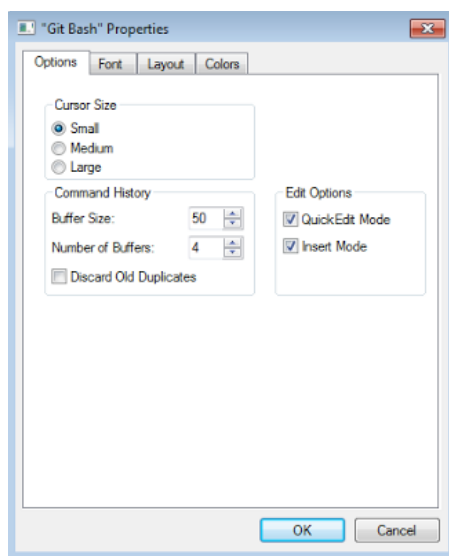 "Git Bash" Properties
Options Font Layout Colors
Cursor Size
Small
Medium
Large
Command History
Buffer Size: 50
Number of Buffers: 4
Discard Old Duplicates
Edit Options
QuickEdit Mode
Insert Mode
OK Cancel